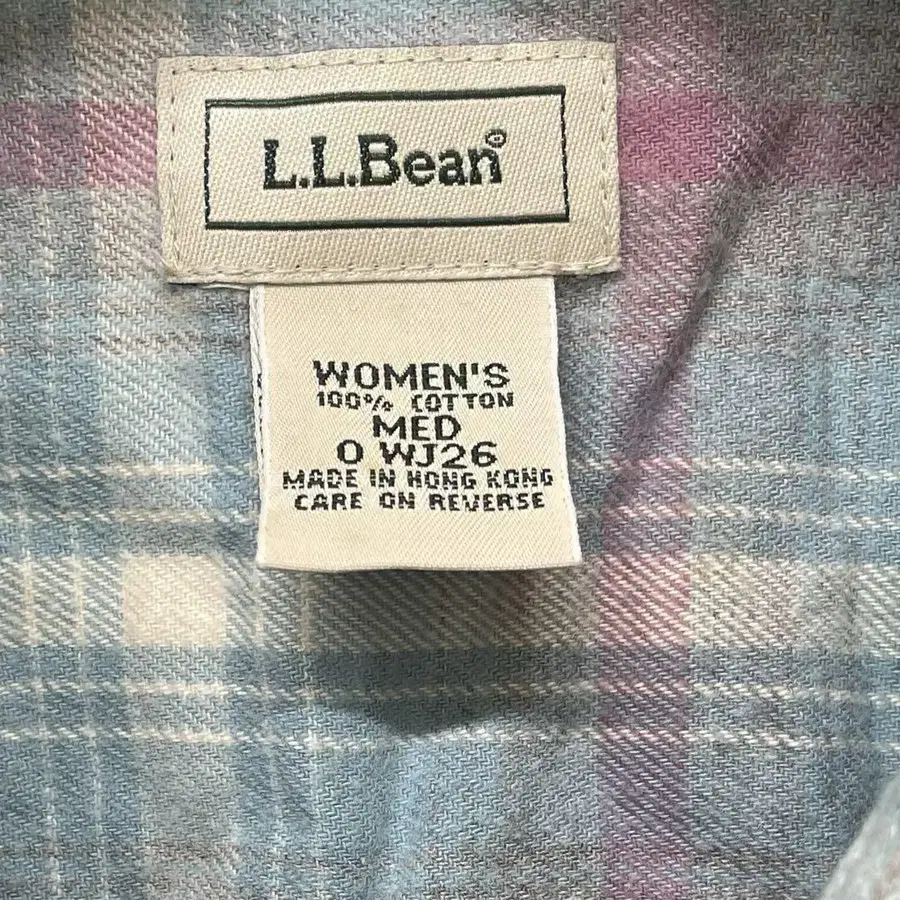 L.L.Bean®
WOMEN'S
100% COTTON
MED
0 WJ26
MADE IN HONG KONG
CARE ON REVERSE